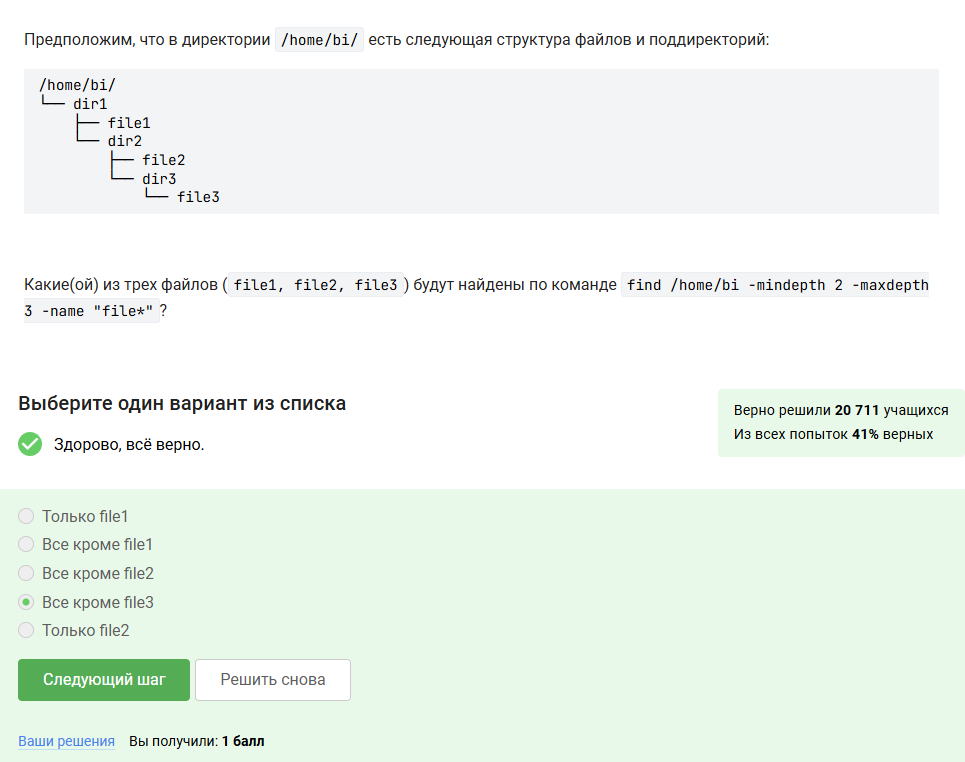 Предположим, что в директории /home/bi/ есть следующая структура файлов и поддиректорий:
/home/bi/
└── dir1
    ├── file1
    └── dir2
        ├── file2
        └── dir3
            └── file3
Какие(ой) из трех файлов ( file1, file2, file3 ) будут найдены по команде find /home/bi -mindepth 2 -maxdepth
3 -name "file*" ?
Выберите один вариант из списка
Здорово, всё верно.
Верно решили 20 711 учащихся
Из всех попыток 41% верных
Только file1
Все кроме file1
Все кроме file2
Все кроме file3
Только file2
Следующий шаг
Решить снова
Ваши решения Вы получили: 1 балл